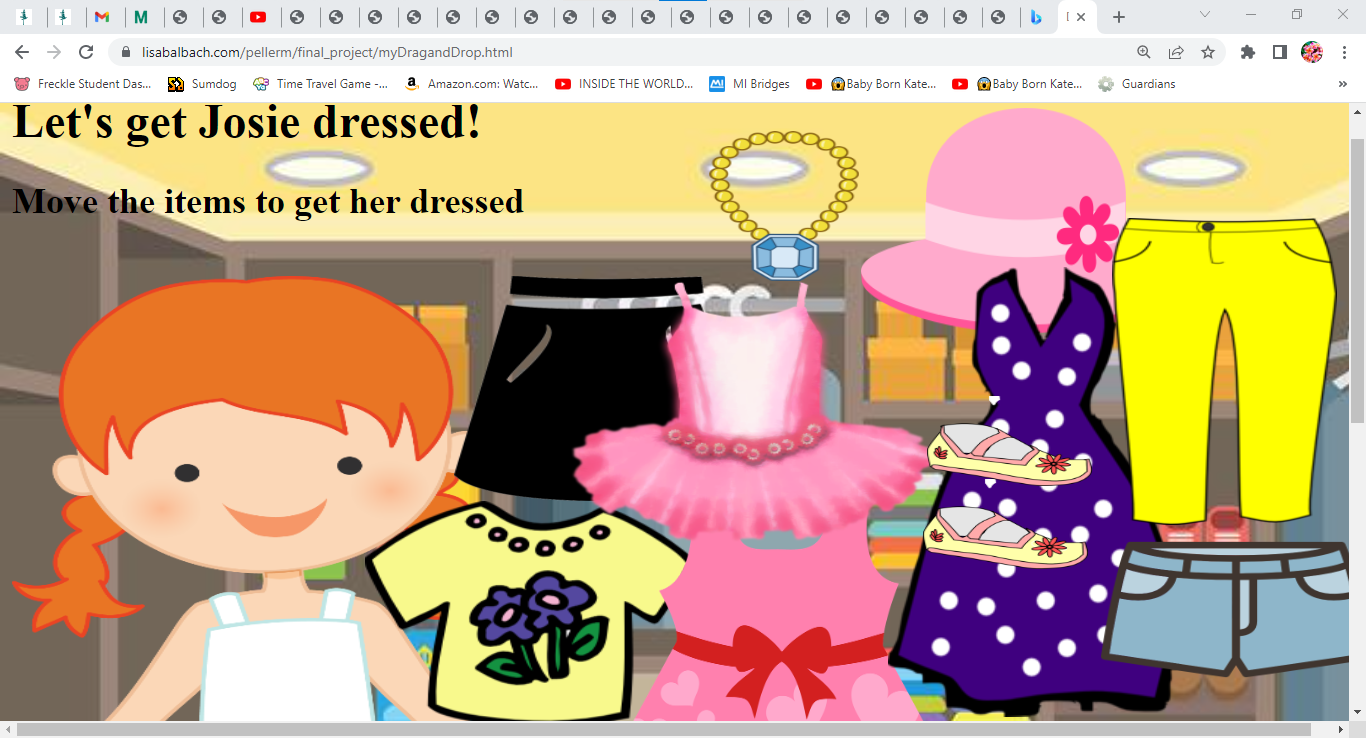 M
[
lisabalbach.com/pellerm/final_project/myDragandDrop.html
Freckle Student Das... Sumdog Time Travel Game -... Amazon.com: Watc... INSIDE THE WORLD... MI Bridges 😱Baby Born Kate... 😱Baby Born Kate... Guardians »
Let's get Josie dressed!
Move the items to get her dressed